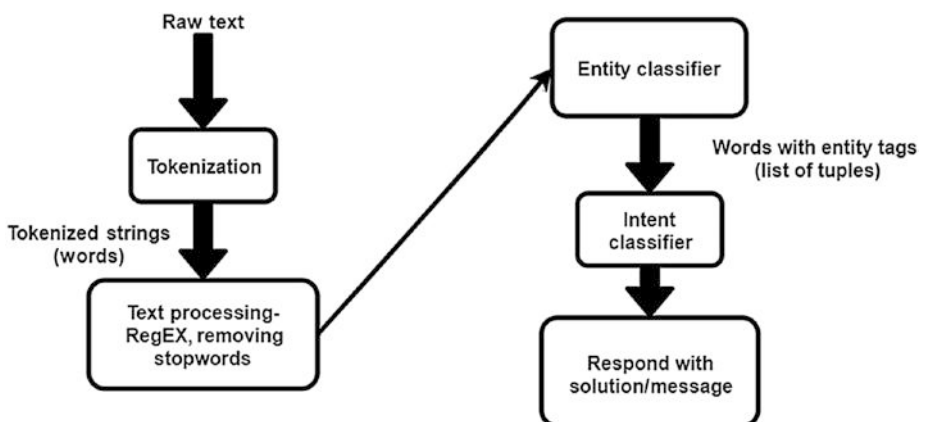 Raw text
Tokenization
Tokenized strings
(words)
Text processing-
RegEX, removing
stopwords
Entity classifier
Words with entity tags
(list of tuples)
Intent
classifier
Respond with
solution/message